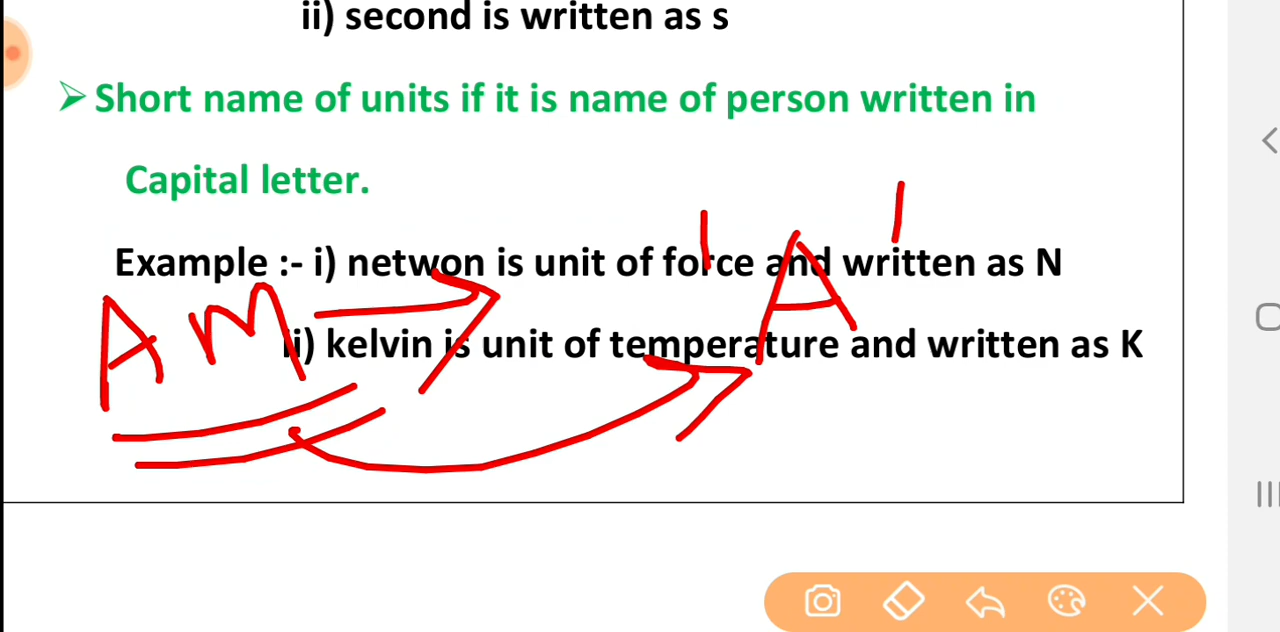 ii) second is written as s
➤ Short name of units if it is name of person written in
Capital letter.
Example :- i) netwon is unit of force and written as N
ii) kelvin is unit of temperature and written as K
A M
' A '